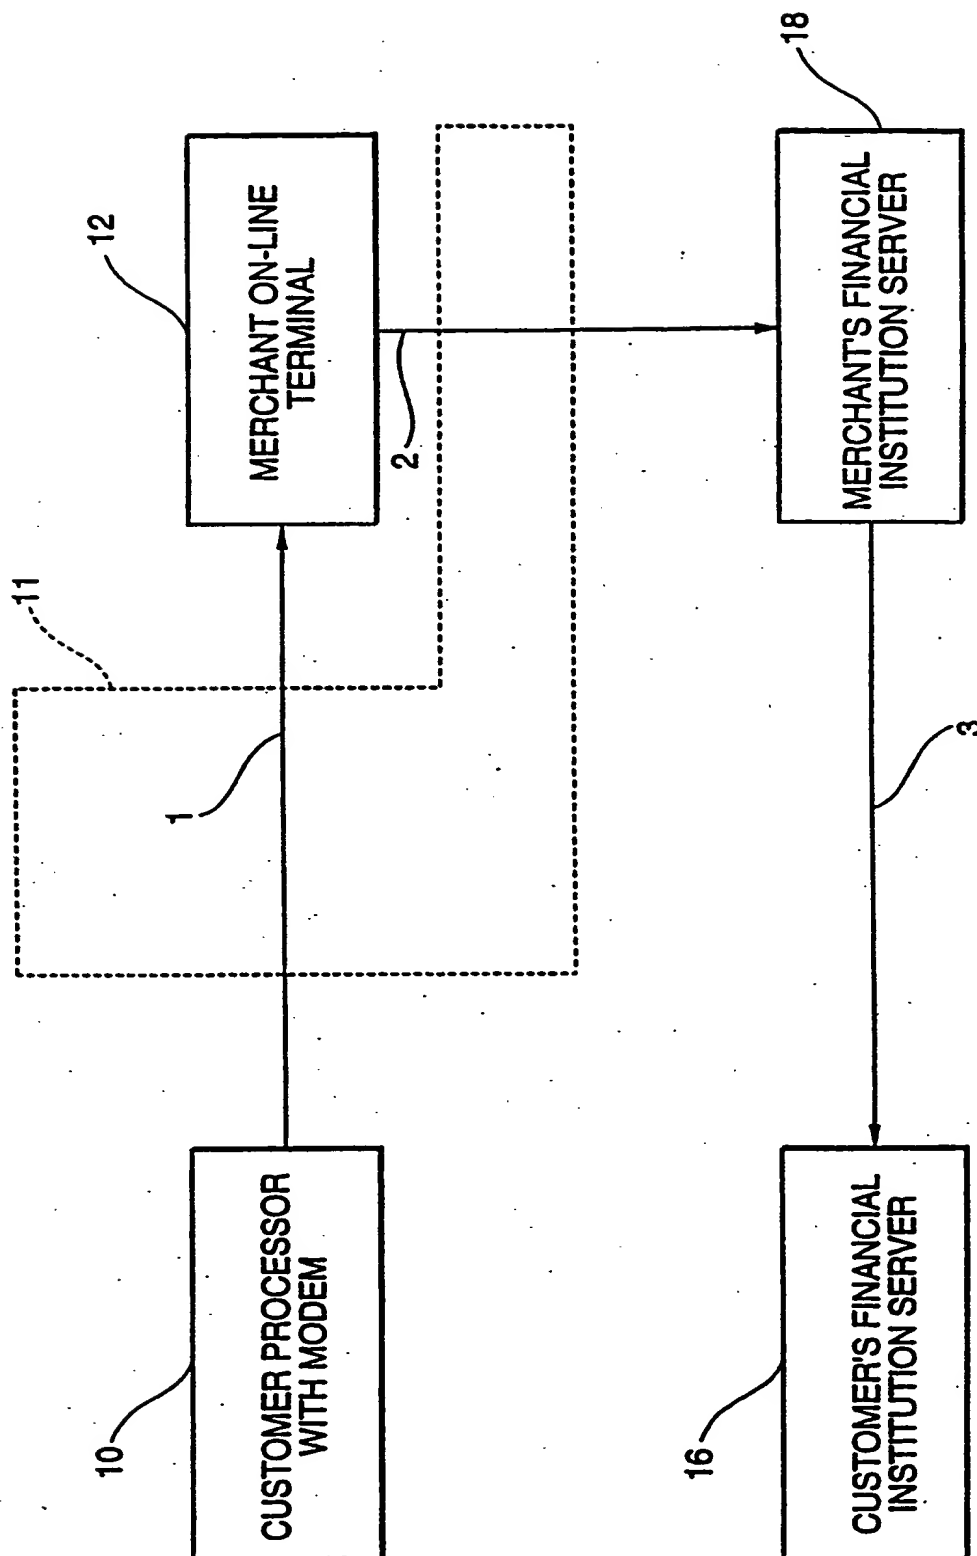 10
CUSTOMER PROCESSOR
WITH MODEM
1
11
12
MERCHANT ON-LINE
TERMINAL
2
16
CUSTOMER'S FINANCIAL
INSTITUTION SERVER
3
18
MERCHANT'S FINANCIAL
INSTITUTION SERVER